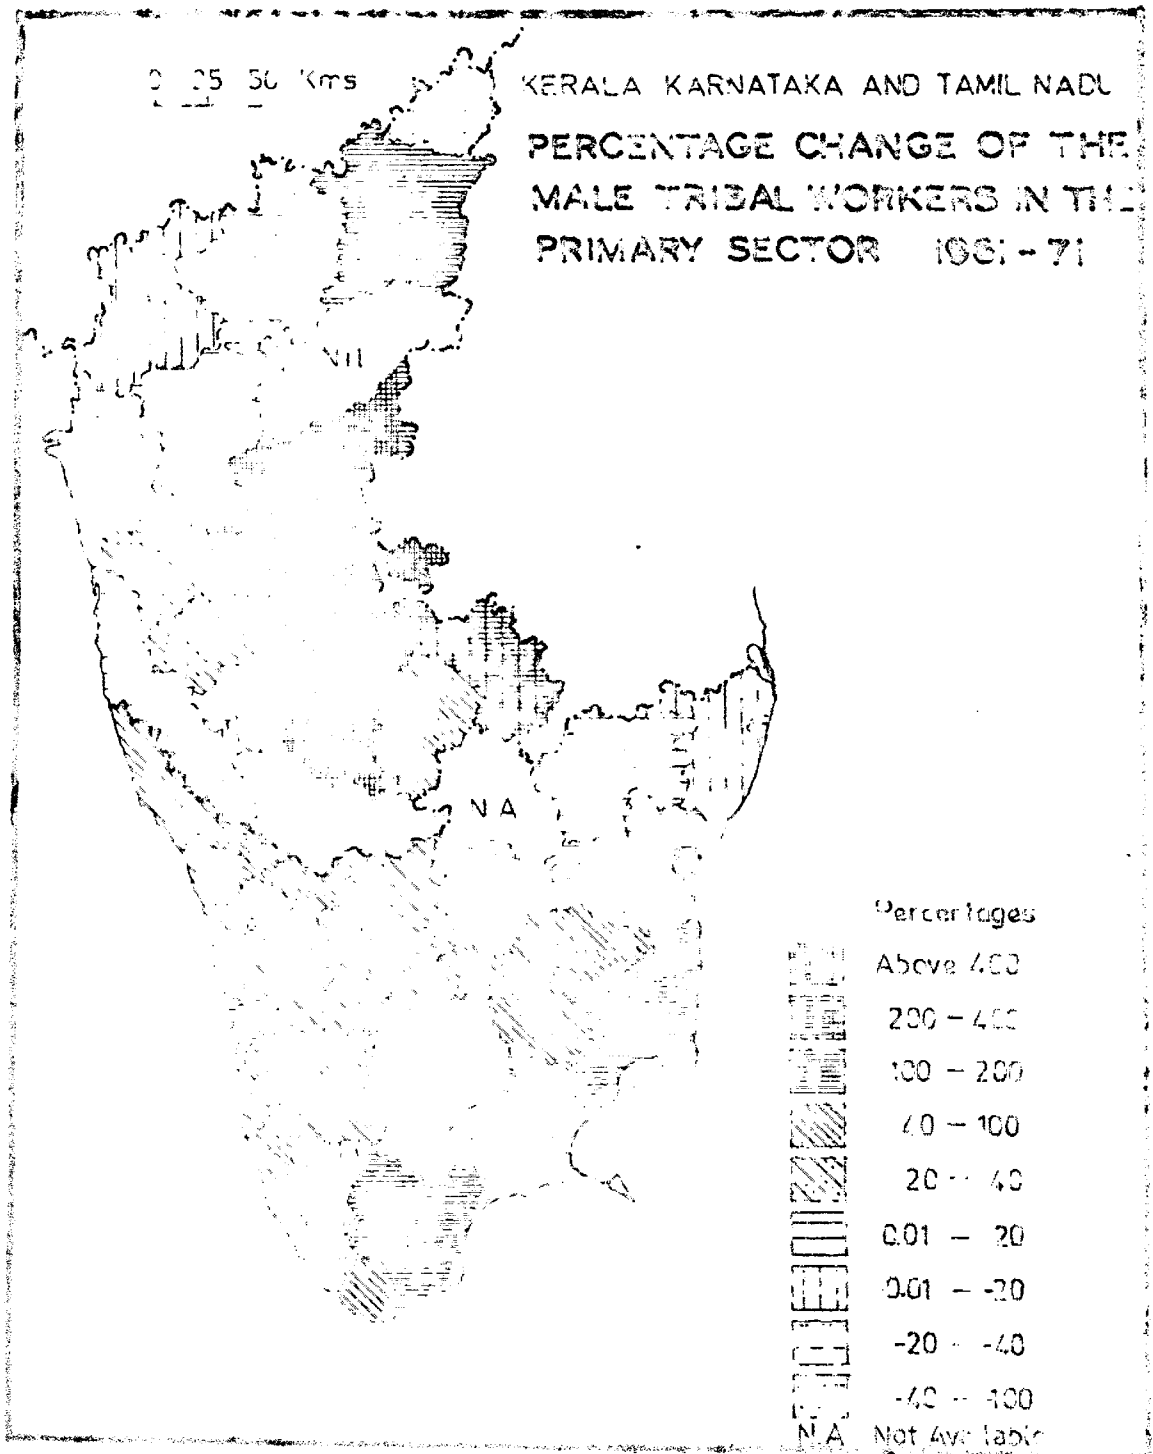 0 25 50 Kms
KERALA KARNATAKA AND TAMIL NADU
PERCENTAGE CHANGE OF THE
MALE TRIBAL WORKERS IN THE
PRIMARY SECTOR 1961-71
Nil
N A
Percentages
Above 400
200 - 400
100 - 200
40 - 100
20 - 40
0.01 - 20
0.01 - -20
-20 - -40
-40 - -100
N A Not Available